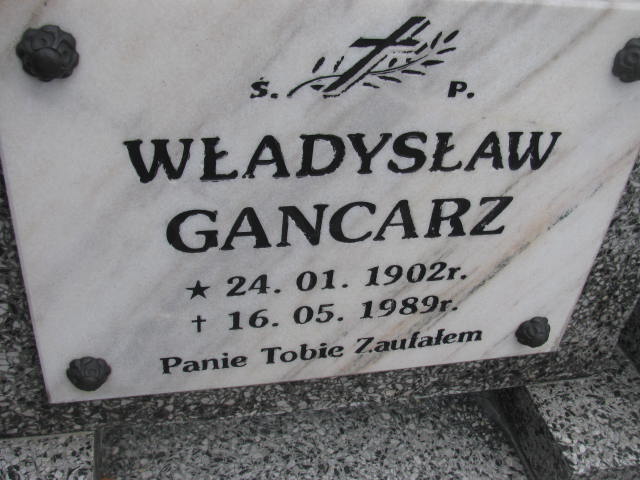 Ś. P.
WŁADYSŁAW
GANCARZ
★ 24. 01. 1902r.
† 16. 05. 1989r.
Panie Tobie Zaufałem